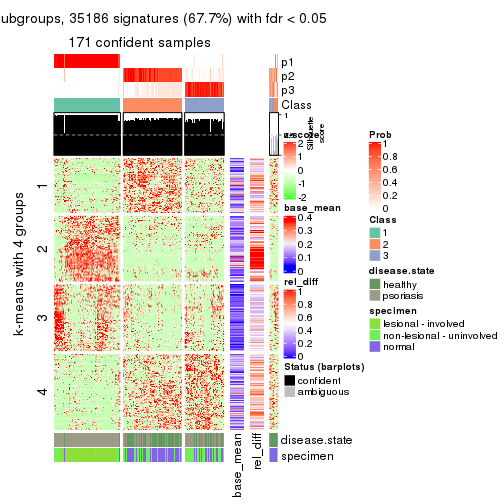 ubgroups, 35186 signatures (67.7%) with fdr < 0.05
171 confident samples
p1
p2
p3
Class
1
Silhouette
score
k-means with 4 groups
1
2
3
4
base_mean
rel_diff
disease.state
specimen
2
1
0
-1
-2
base_mean
0.4
0.3
0.2
0.1
0
rel_diff
1
0.8
0.6
0.4
0.2
0
Status (barplots)
confident
ambiguous
Prob
1
0.8
0.6
0.4
0.2
0
Class
1
2
3
disease.state
healthy
psoriasis
specimen
lesional - involved
non-lesional - uninvolved
normal